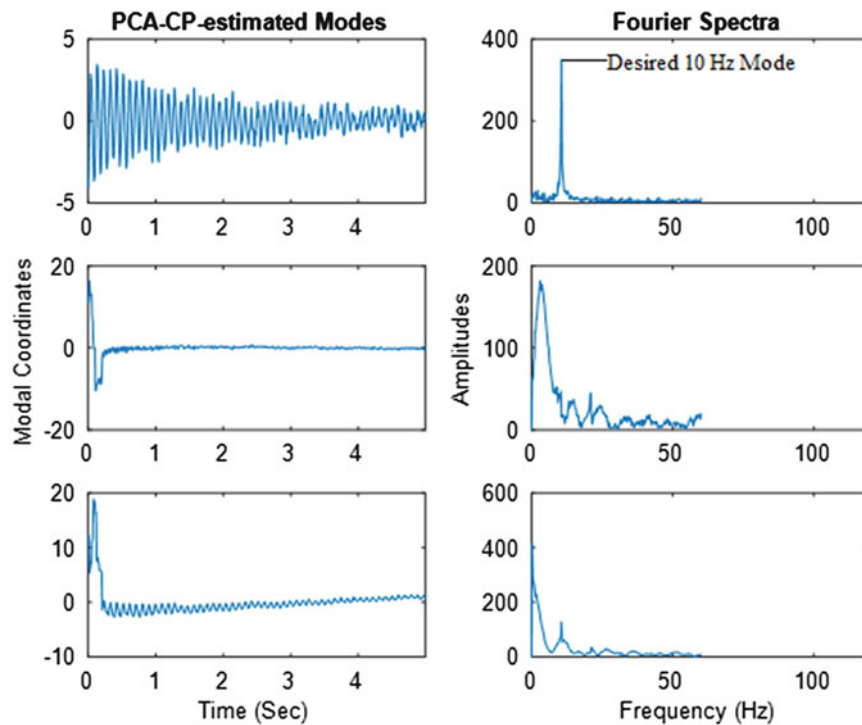 PCA-CP-estimated Modes
Fourier Spectra
5
0
-5
0 1 2 3 4
400
200
0
0 50 100
Desired 10 Hz Mode
Modal Coordinates
20
0
-20
0 1 2 3 4
Amplitudes
200
100
0
0 50 100
20
10
0
-10
0 1 2 3 4
Time (Sec)
600
400
200
0
0 50 100
Frequency (Hz)